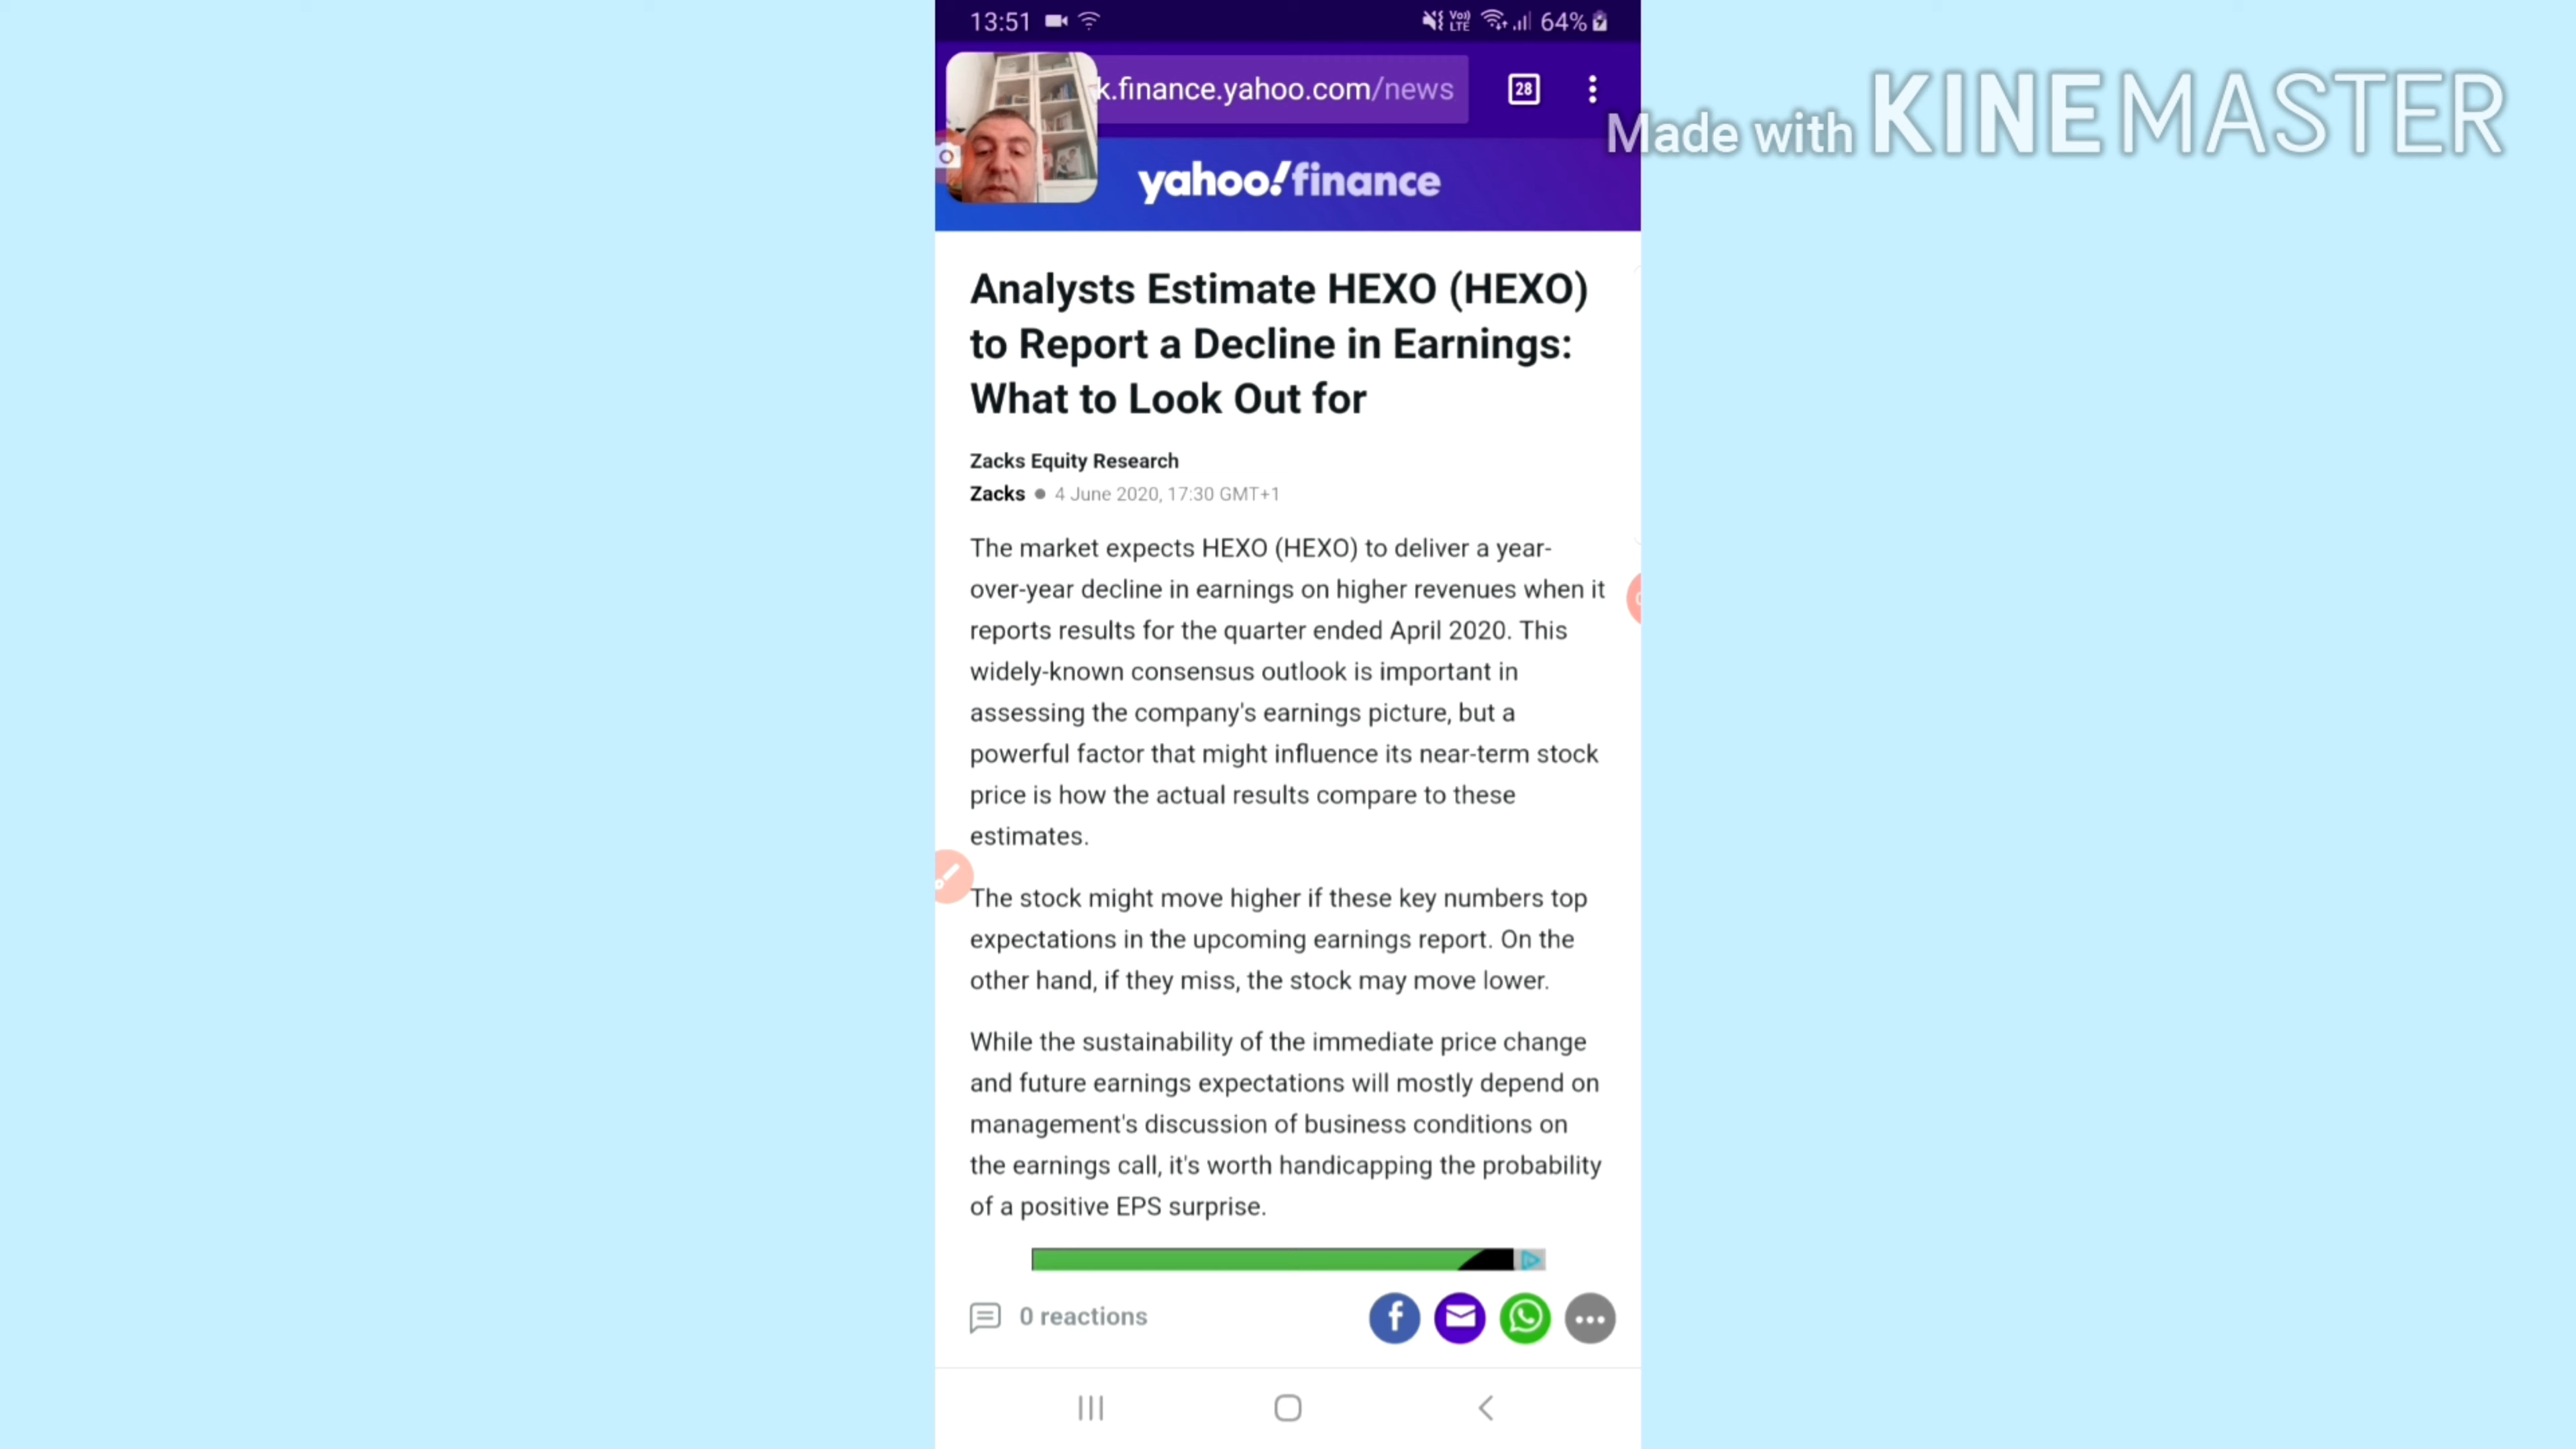 13:51
Vo))
LTE
64%
k.finance.yahoo.com/news
28
Made with KINEMASTER
yahoo!finance
Analysts Estimate HEXO (HEXO)
to Report a Decline in Earnings:
What to Look Out for
Zacks Equity Research
Zacks • 4 June 2020, 17:30 GMT+1
The market expects HEXO (HEXO) to deliver a year-
over-year decline in earnings on higher revenues when it
reports results for the quarter ended April 2020. This
widely-known consensus outlook is important in
assessing the company's earnings picture, but a
powerful factor that might influence its near-term stock
price is how the actual results compare to these
estimates.
The stock might move higher if these key numbers top
expectations in the upcoming earnings report. On the
other hand, if they miss, the stock may move lower.
While the sustainability of the immediate price change
and future earnings expectations will mostly depend on
management's discussion of business conditions on
the earnings call, it's worth handicapping the probability
of a positive EPS surprise.
0 reactions